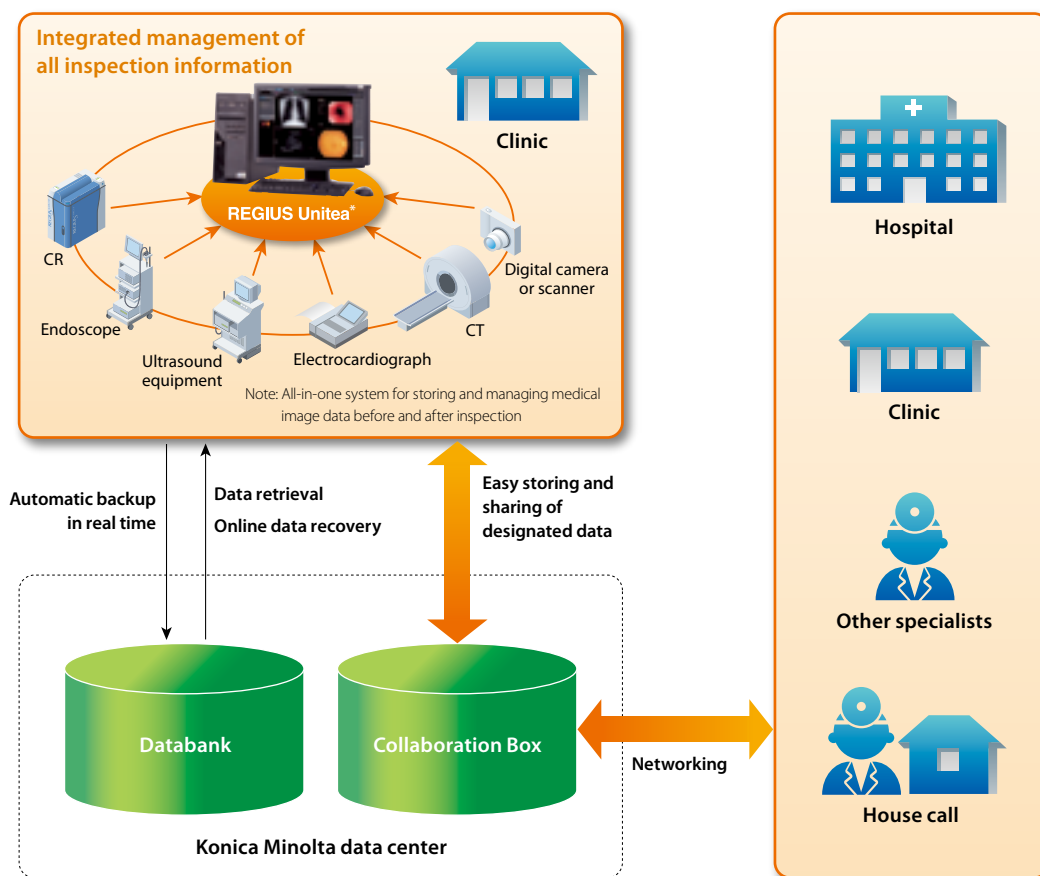 Integrated management of
all inspection information
Clinic
REGIUS Unitea*
CR
Endoscope
Ultrasound
equipment
Electrocardiograph
CT
Digital camera
or scanner
Note: All-in-one system for storing and managing medical
image data before and after inspection
Automatic backup
in real time
Data retrieval
Online data recovery
Easy storing and
sharing of
designated data
Databank
Collaboration Box
Networking
Konica Minolta data center
Hospital
Clinic
Other specialists
House call